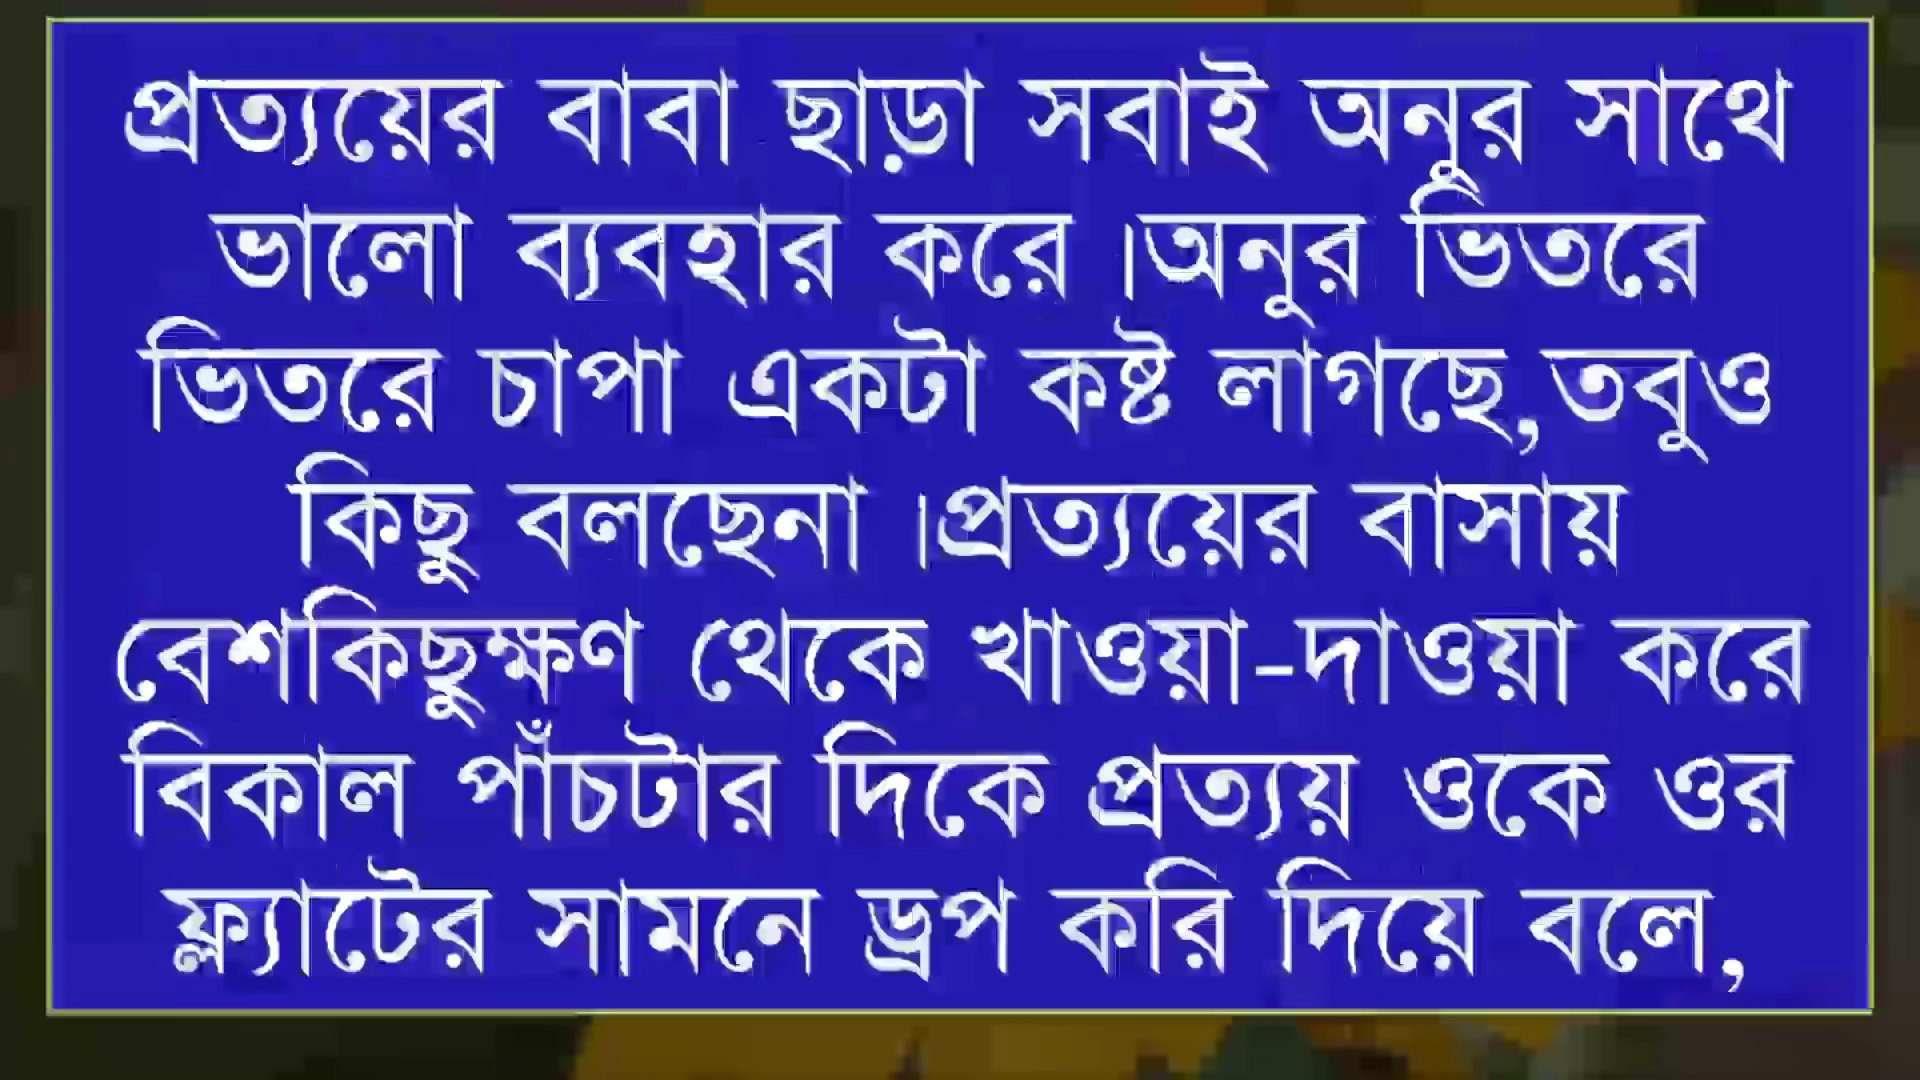 প্রত্যয়ের বাবা ছাড়া সবাই অনুর সাথে
ভালো ব্যবহার করে ।অনুর ভিতরে
ভিতরে চাপা একটা কষ্ট লাগছে,তবুও
কিছু বলছেনা ।প্রত্যয়ের বাসায়
বেশকিছুক্ষণ থেকে খাওয়া-দাওয়া করে
বিকাল পাঁচটার দিকে প্রত্যয় ওকে ওর
ফ্ল্যাটের সামনে ড্রপ করি দিয়ে বলে,